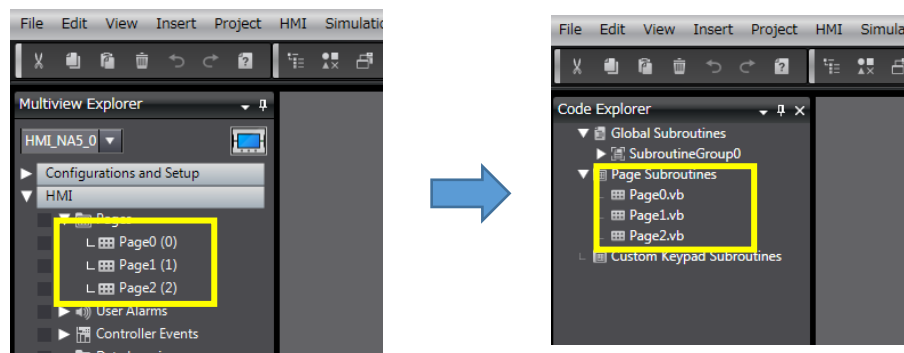 File Edit View Insert Project HMI Simulatio
Multiview Explorer
HMI_NA5_0
Configurations and Setup
HMI
Pages
Page0 (0)
Page1 (1)
Page2 (2)
User Alarms
Controller Events
File Edit View Insert Project HMI Simula
Code Explorer
Global Subroutines
SubroutineGroup0
Page Subroutines
Page0.vb
Page1.vb
Page2.vb
Custom Keypad Subroutines